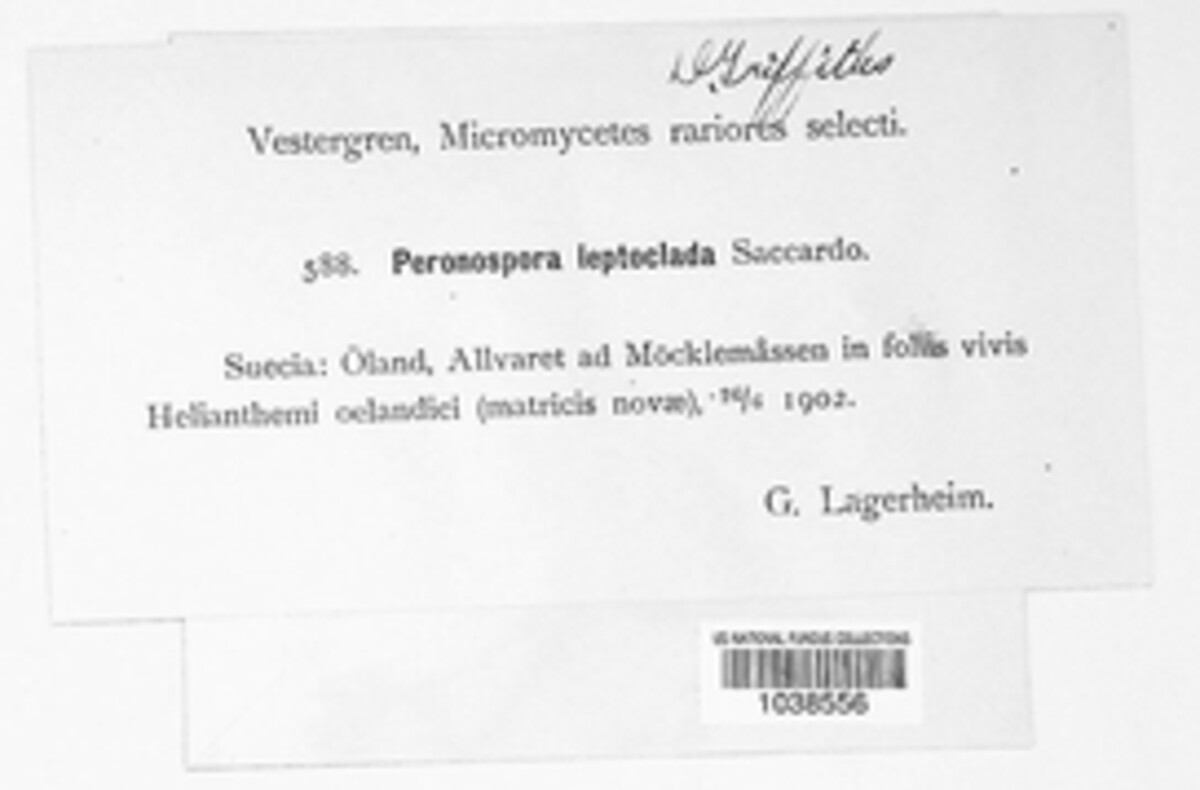 D. Griffiths
Vestergren, Micromycetes rariores selecti.
588. Peronospora leptoclada Saccardo.
Suecia: Öland, Allvaret ad Möcklemåssen in foliis vivis
Helianthemi oelandici (matricis novæ), 26/6 1902.
G. Lagerheim.
US NATIONAL FUNGUS COLLECTIONS
1038556